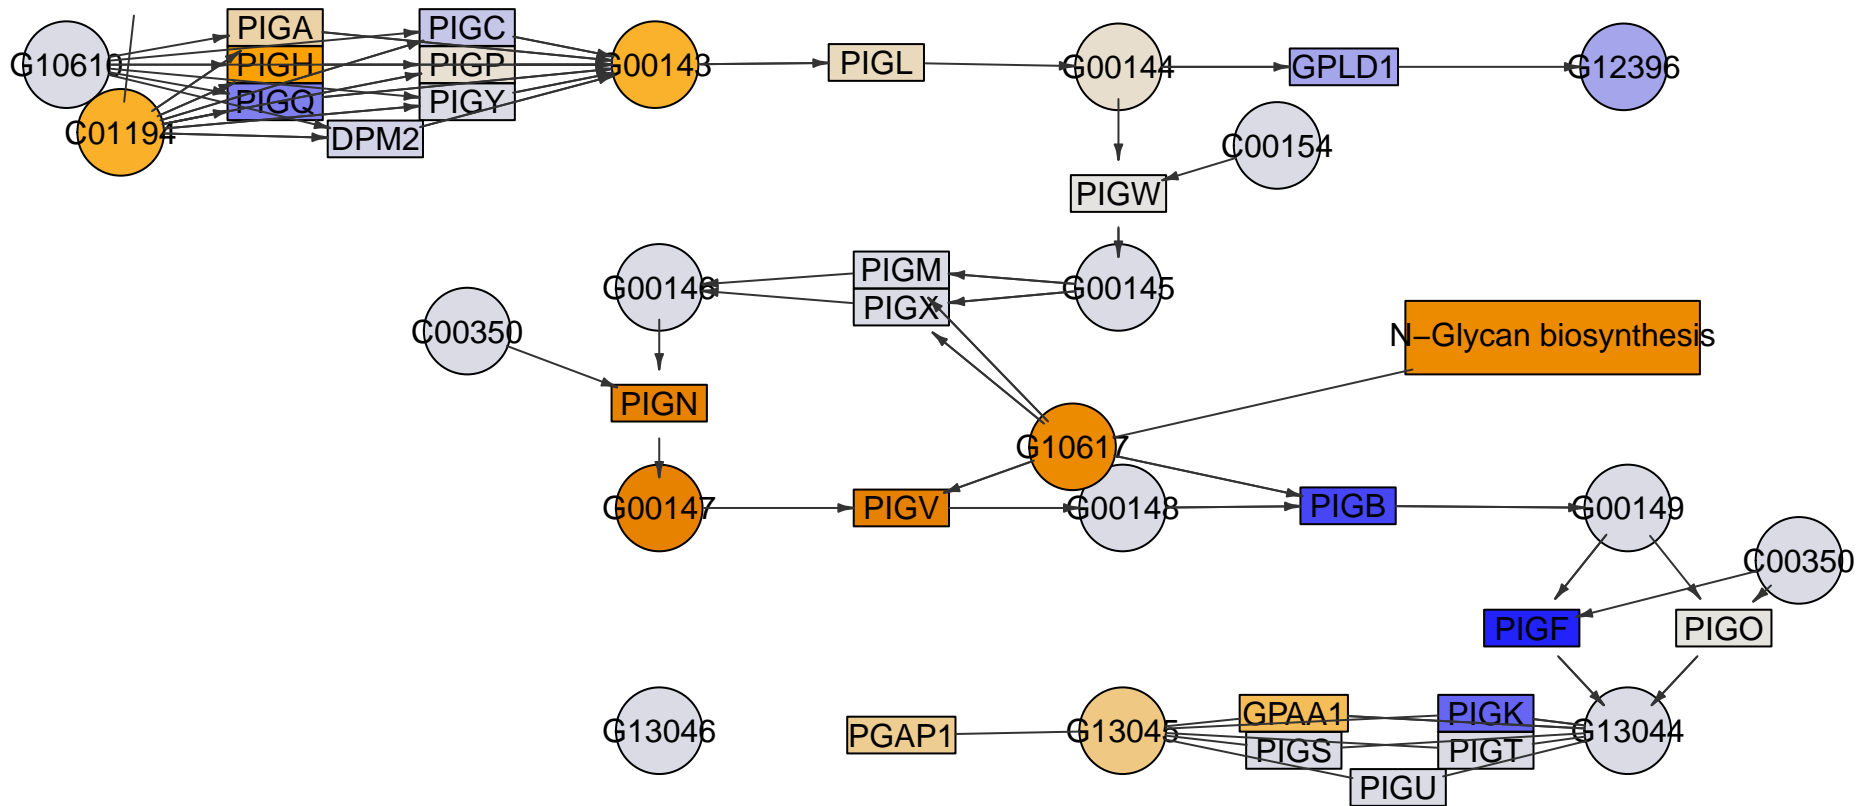 PIGA
PIGC
G10610
PIGH
PIGP
G00143
PIGL
G00144
GPLD1
G12396
PIGQ
PIGY
C01194
DPM2
C00154
PIGW
PIGM
G00146
G00145
PIGX
C00350
N−Glycan biosynthesis
PIGN
G10617
G00147
PIGV
G00148
PIGB
G00149
C00350
PIGF
PIGO
G13046
PGAP1
G13045
GPAA1
PIGK
G13044
PIGS
PIGT
PIGU